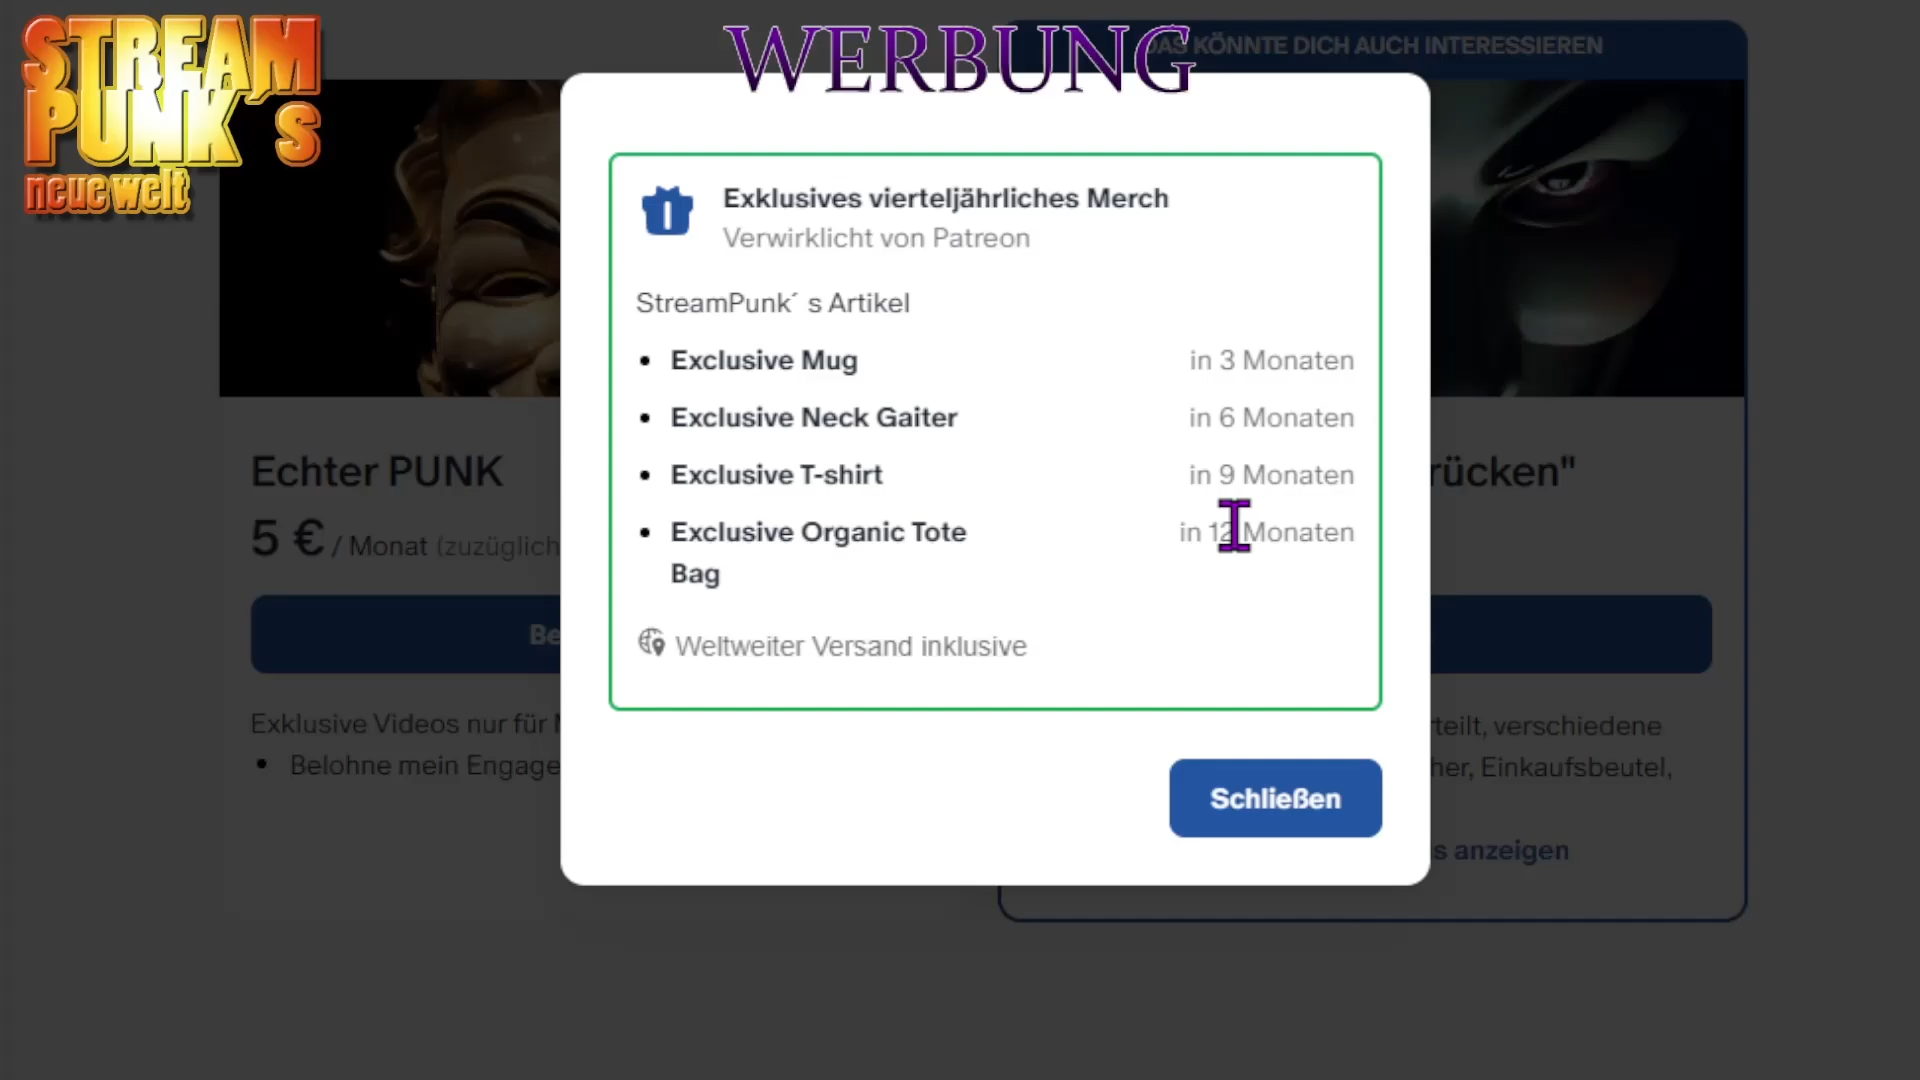 STREAM
PUNK´s
neue welt
WERBUNG
DAS KÖNNTE DICH AUCH INTERESSIEREN
Exklusives vierteljährliches Merch
Verwirklicht von Patreon
StreamPunk´ s Artikel
• Exclusive Mug in 3 Monaten
• Exclusive Neck Gaiter in 6 Monaten
• Exclusive T-shirt in 9 Monaten
• Exclusive Organic Tote Bag in 12 Monaten
Weltweiter Versand inklusive
Schließen
Echter PUNK
5 € / Monat (zuzüglich
Be
Exklusive Videos nur für
• Belohne mein Engage
rücken"
teilt, verschiedene
her, Einkaufsbeutel,
s anzeigen